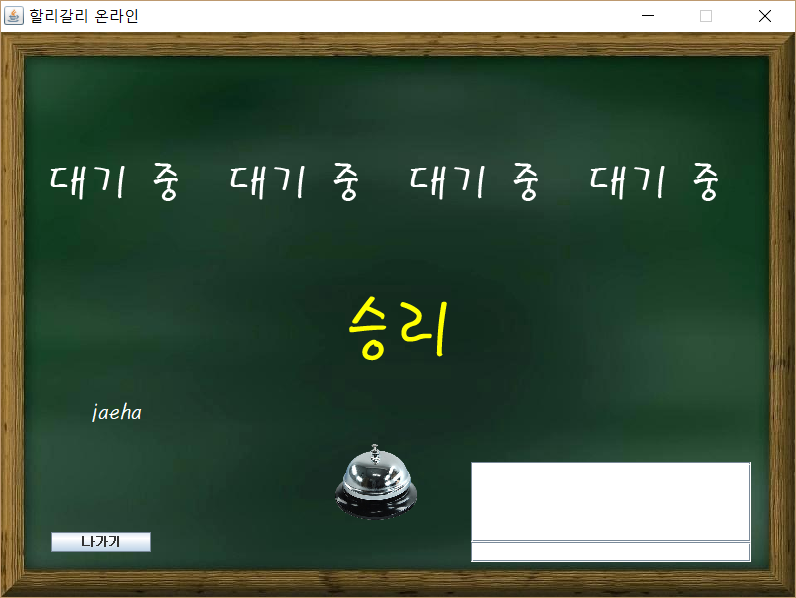 할리갈리 온라인
대기 중 대기 중 대기 중 대기 중
승리
jaeha
나가기